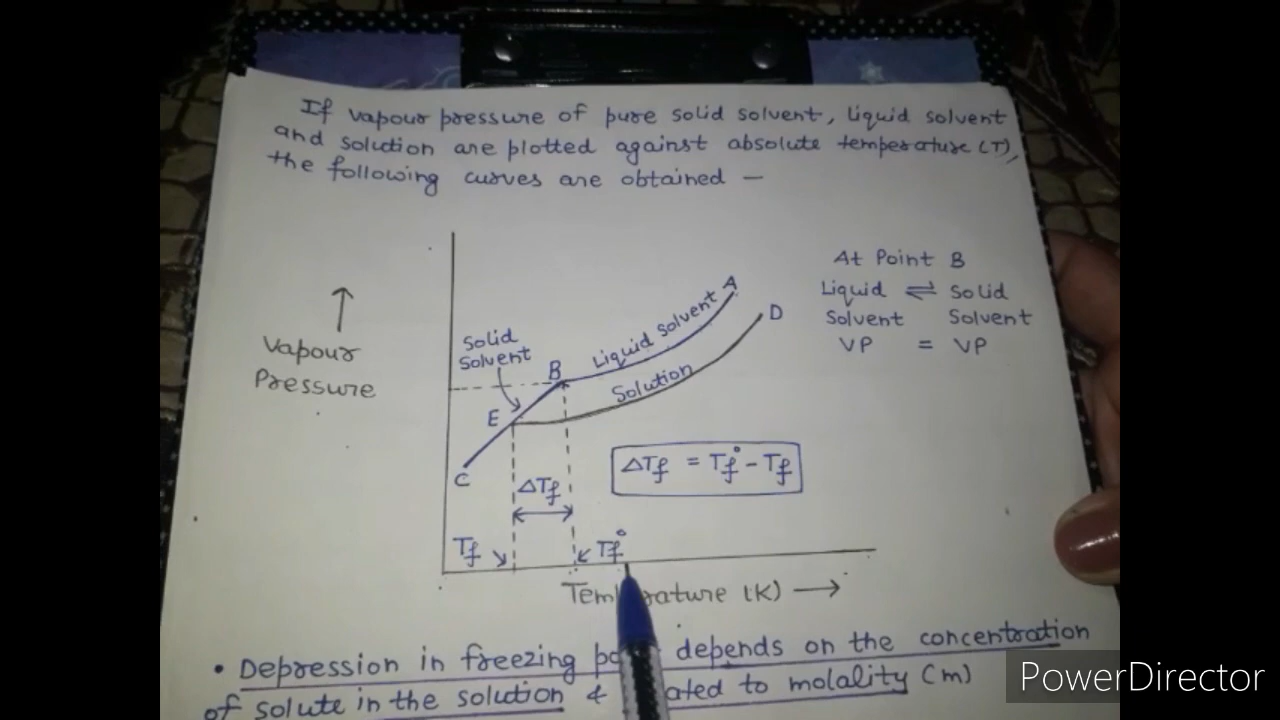 If vapour pressure of pure solid solvent, liquid solvent
and solution are plotted against absolute temperature (T),
the following curves are obtained —
At Point B
Liquid ⇌ Solid
Solvent Solvent
VP = VP
↑
Vapour
Pressure
Solid
Solvent
B
Liquid Solvent
A
D
Solution
E
C
ΔTf = Tf° - Tf
ΔTf
Tf
Tf°
(K) →
• Depression in freezing depends on the concentration
of solute in the solution & to molality (m)
PowerDirector